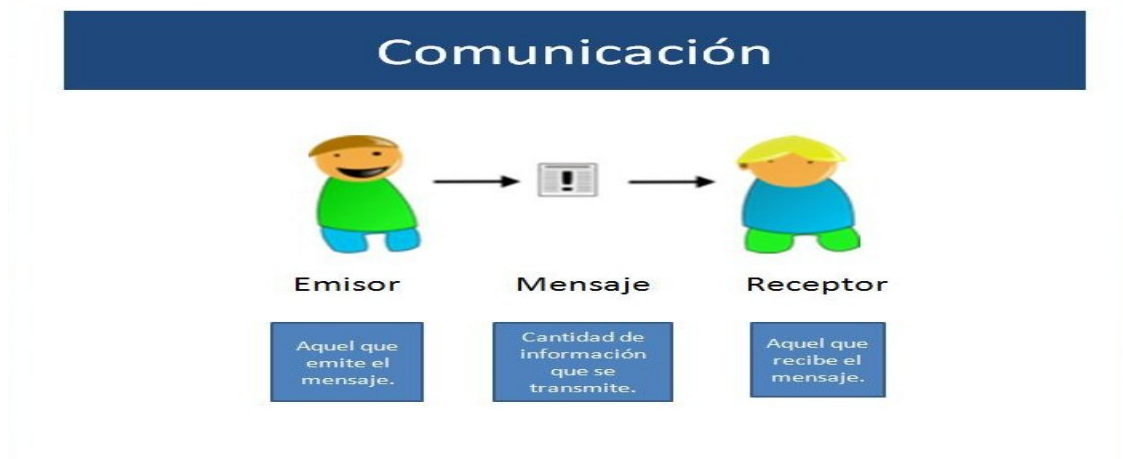 Comunicación
Emisor
Mensaje
Receptor
Aquel que
emite el
mensaje.
Cantidad de
información
que se
transmite.
Aquel que
recibe el
mensaje.